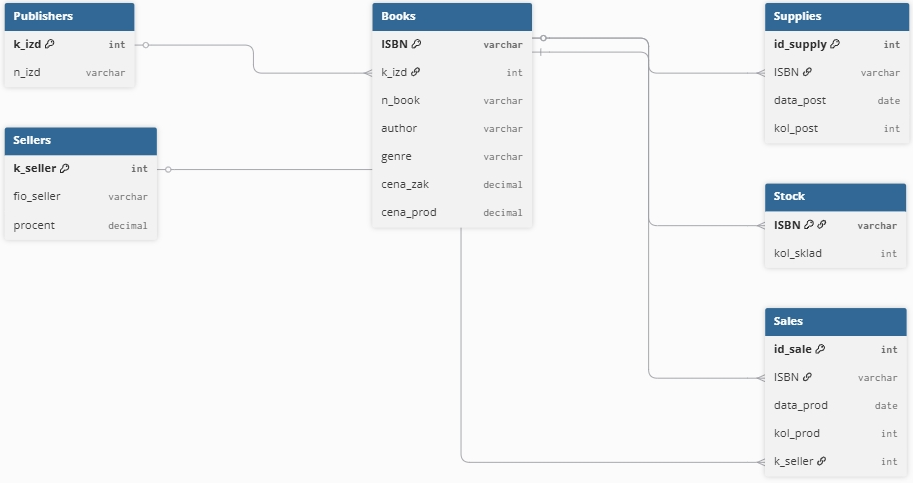 Publishers
k_izd int
n_izd varchar
Sellers
k_seller int
fio_seller varchar
procent decimal
Books
ISBN varchar
k_izd int
n_book varchar
author varchar
genre varchar
cena_zak decimal
cena_prod decimal
Supplies
id_supply int
ISBN varchar
data_post date
kol_post int
Stock
ISBN varchar
kol_sklad int
Sales
id_sale int
ISBN varchar
data_prod date
kol_prod int
k_seller int